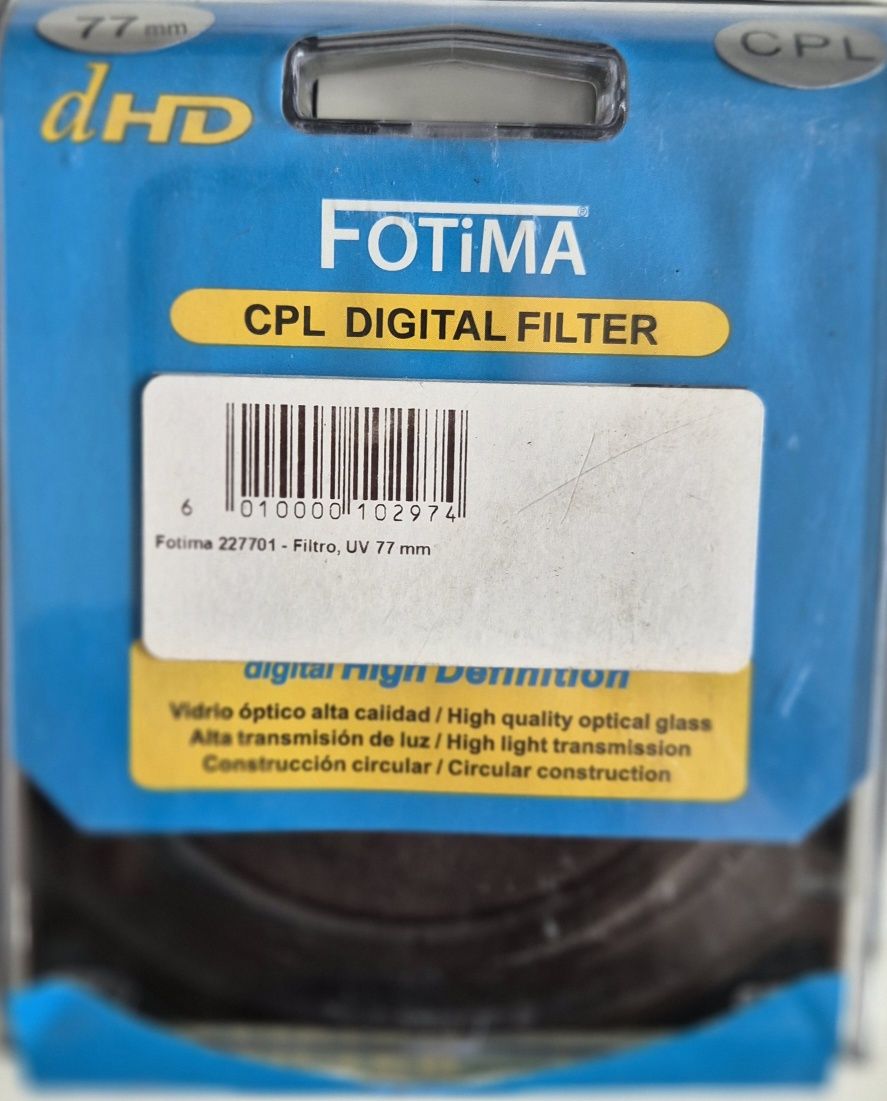 77 mm
CPL
dHD
FOTiMA®
CPL DIGITAL FILTER
6 010000 102974
Fotima 227701 - Filtro, UV 77 mm
digital High Definition
Vidrio óptico alta calidad / High quality optical glass
Alta transmisión de luz / High light transmission
Construcción circular / Circular construction